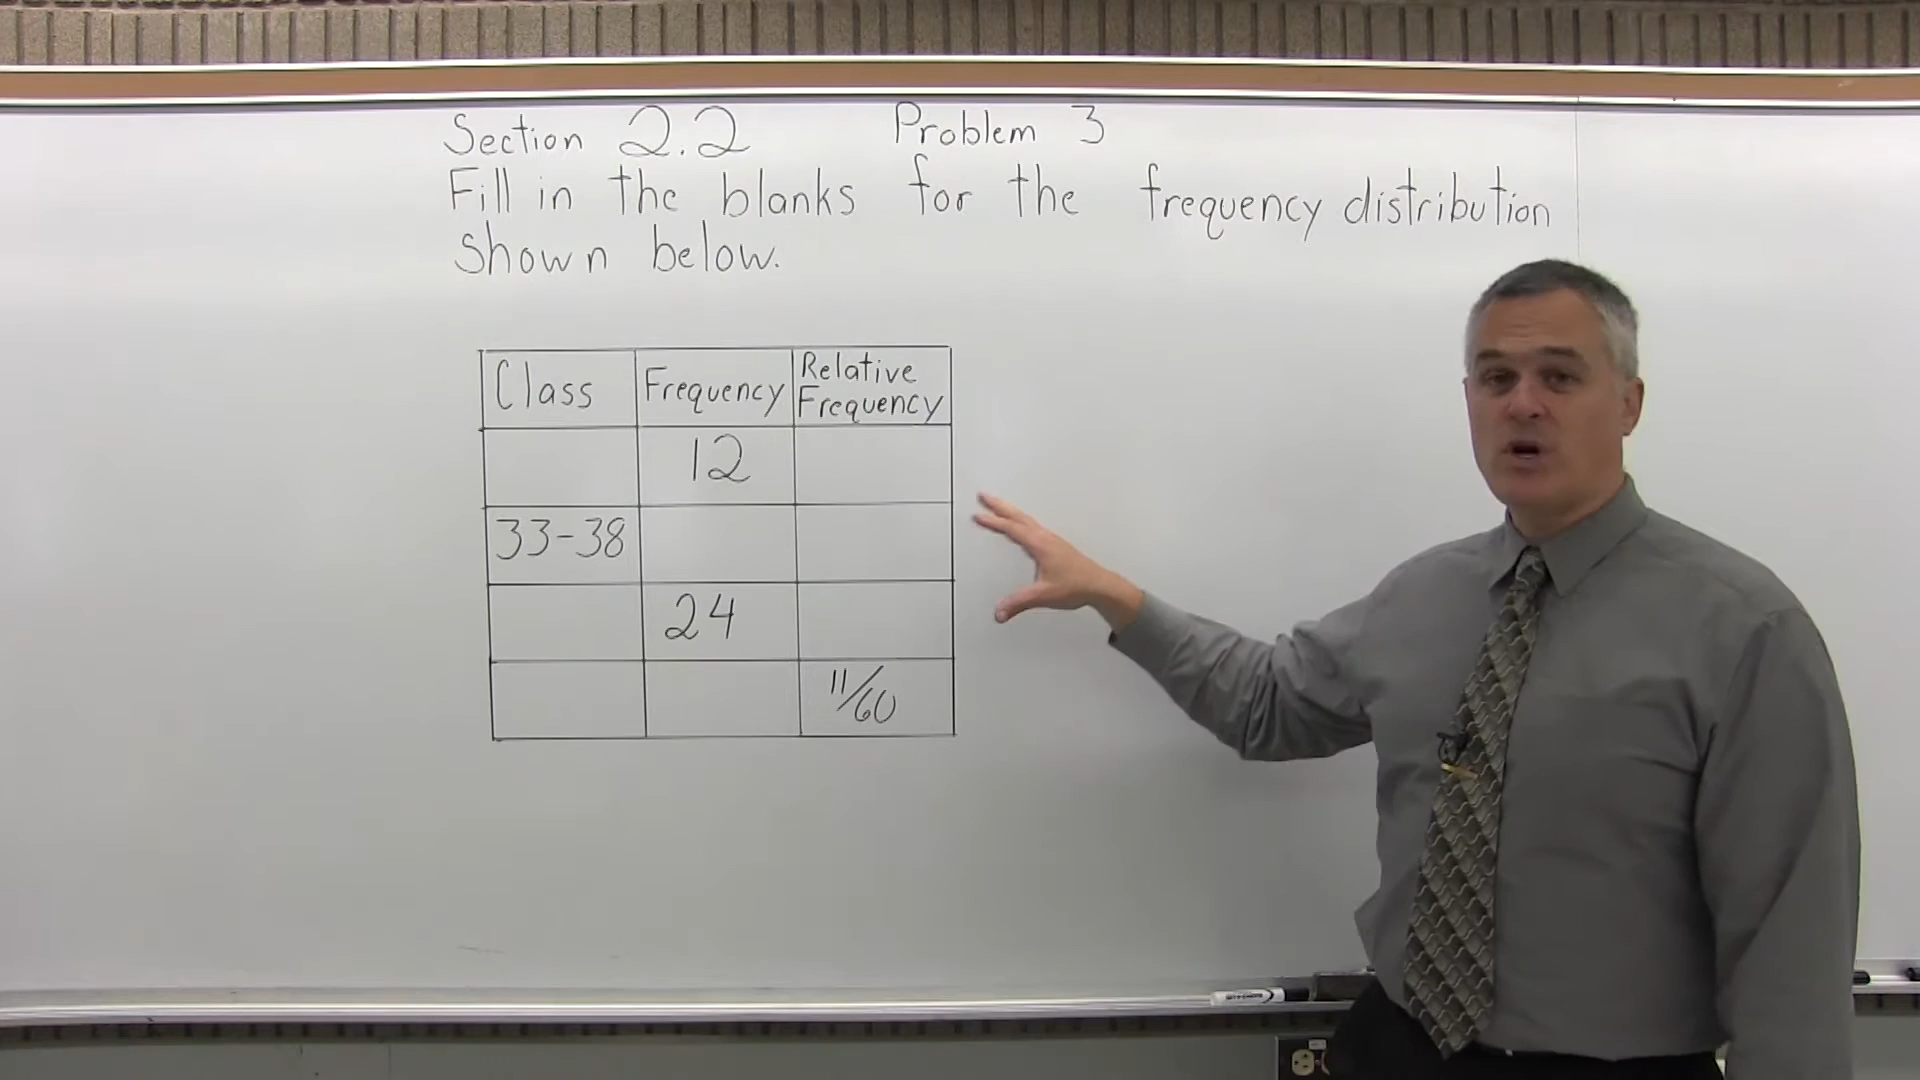 Section 2.2 Problem 3
Fill in the blanks for the frequency distribution
shown below.
Class Frequency Relative Frequency
12
33-38
24
11/60